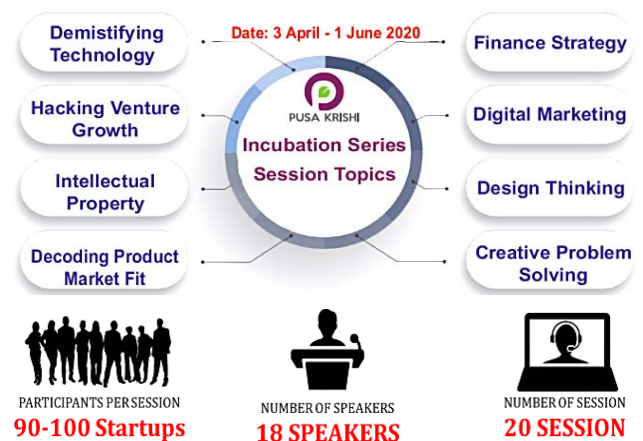 Date: 3 April - 1 June 2020
Demistifying
Technology
Hacking Venture
Growth
Intellectual
Property
Decoding Product
Market Fit
PUSA KRISHI
Incubation Series
Session Topics
Finance Strategy
Digital Marketing
Design Thinking
Creative Problem
Solving
PARTICIPANTS PER SESSION
90-100 Startups
NUMBER OF SPEAKERS
18 SPEAKERS
NUMBER OF SESSION
20 SESSION